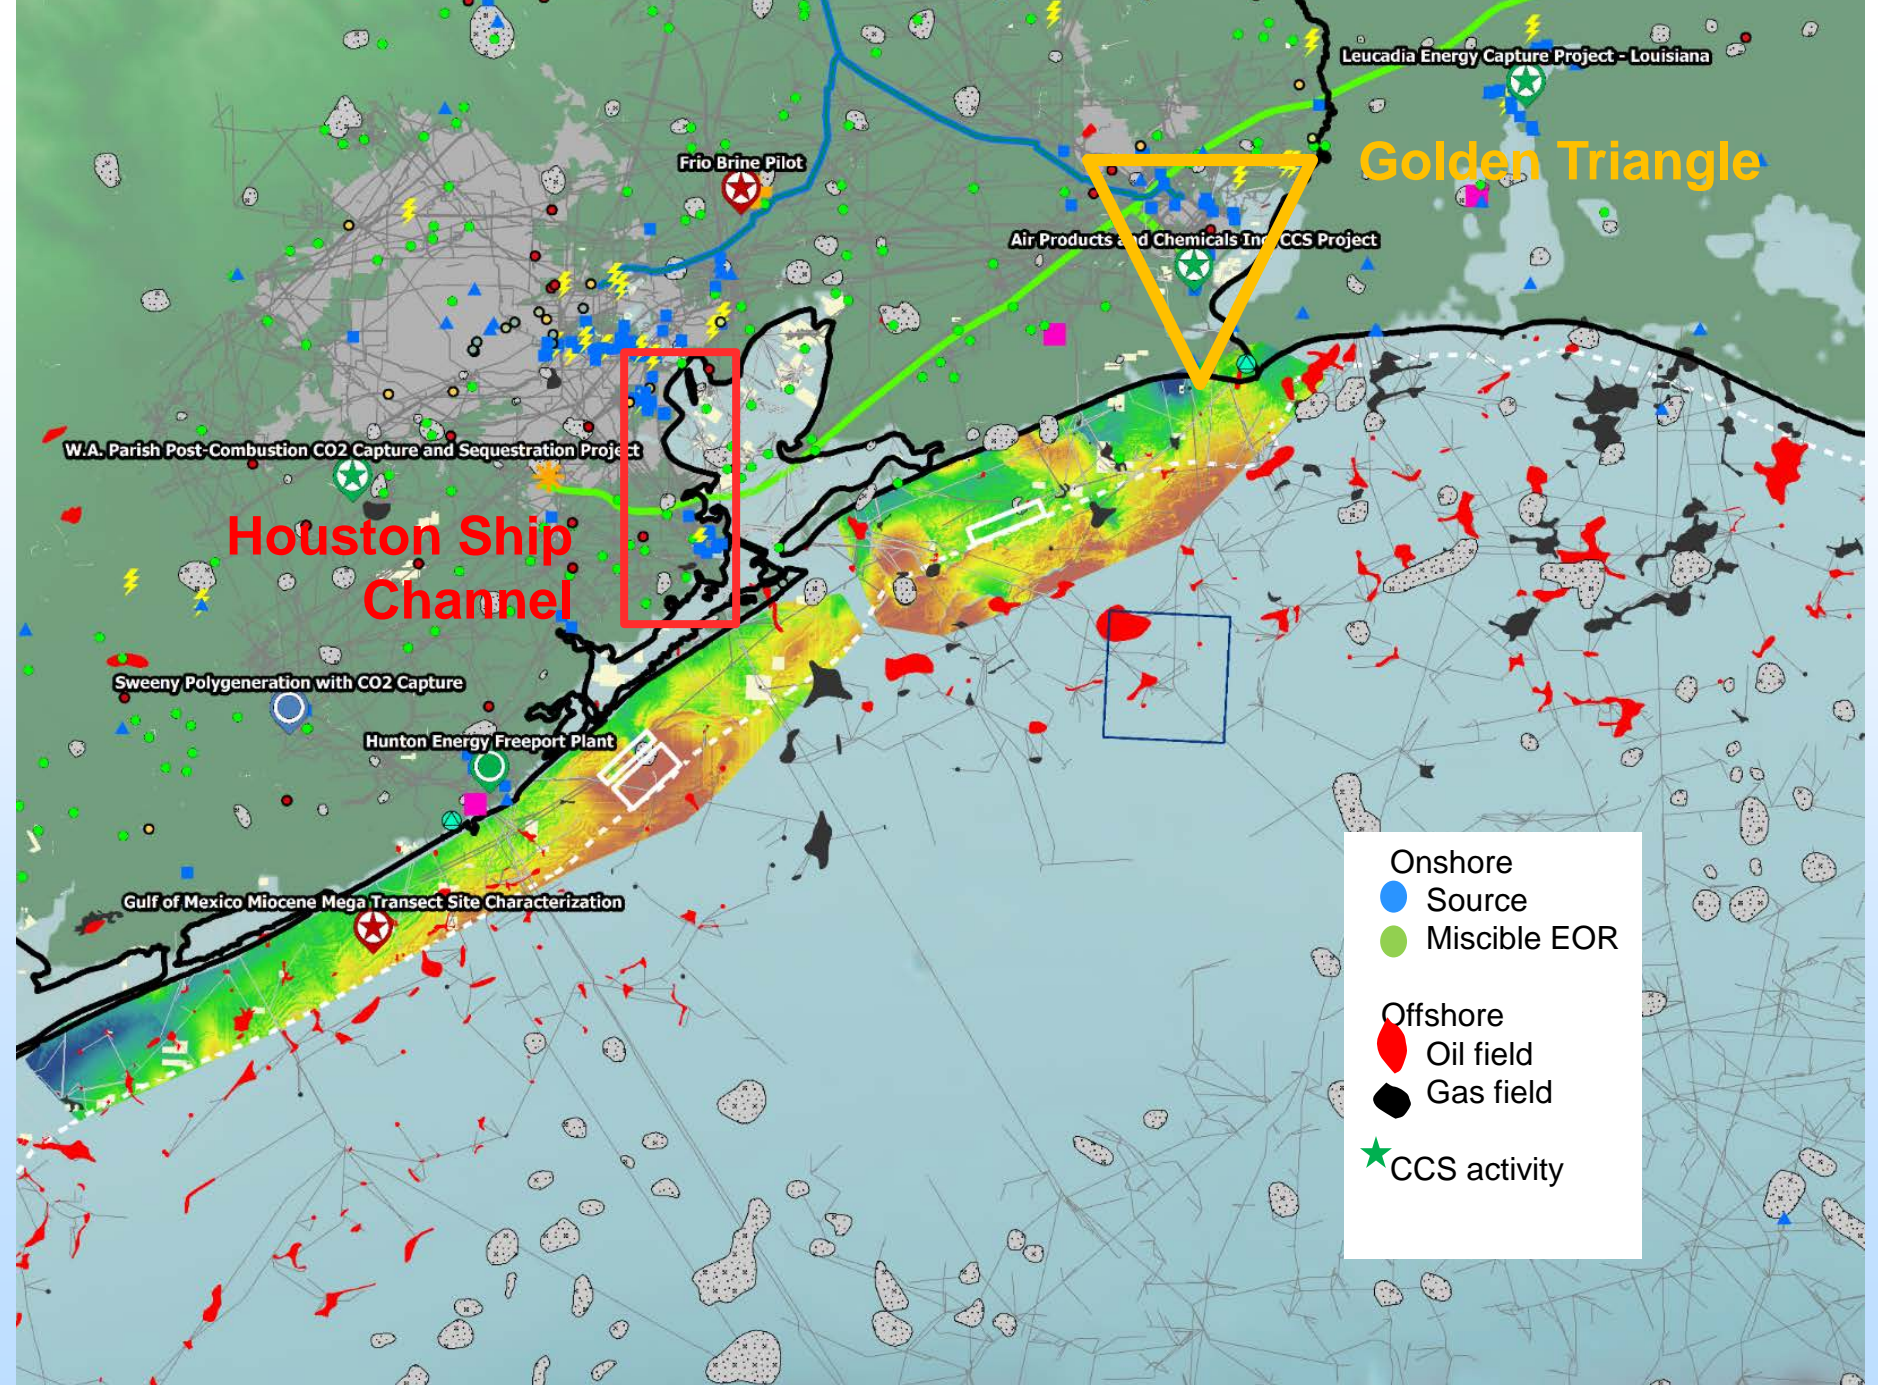 Leucadia Energy Capture Project - Louisiana
Golden Triangle
Frio Brine Pilot
Air Products and Chemicals Inc CCS Project
W.A. Parish Post-Combustion CO2 Capture and Sequestration Project
Houston Ship
Channel
Sweeny Polygeneration with CO2 Capture
Hunton Energy Freeport Plant
Gulf of Mexico Miocene Mega Transect Site Characterization
Onshore
Source
Miscible EOR
Offshore
Oil field
Gas field
CCS activity